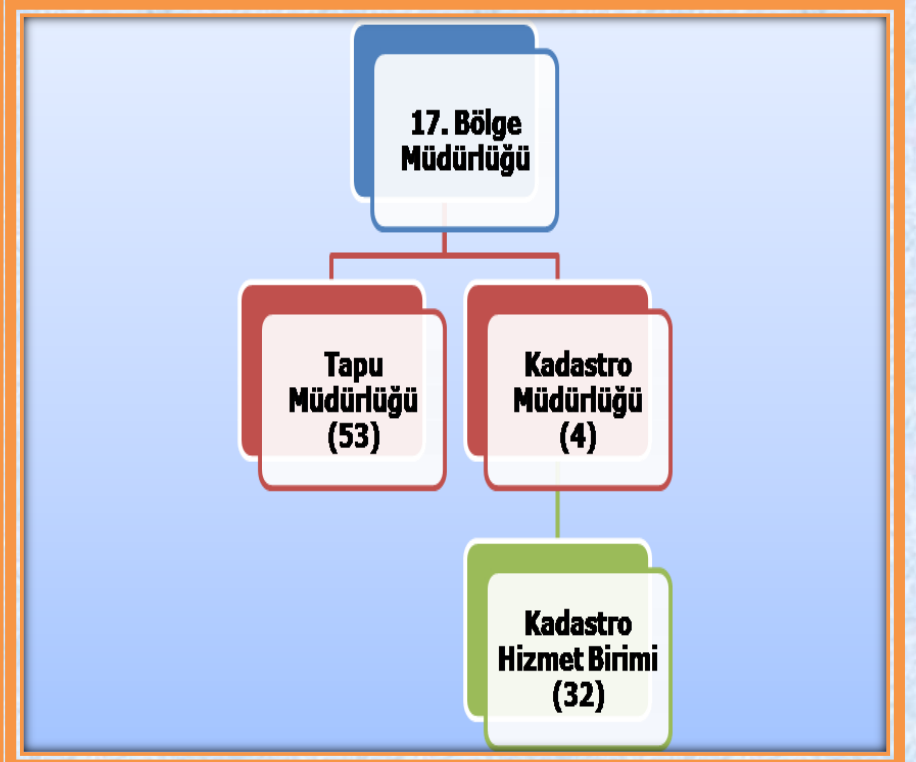 17. Bölge
Müdürlüğü
Tapu
Müdürlüğü
(53)
Kadastro
Müdürlüğü
(4)
Kadastro
Hizmet Birimi
(32)